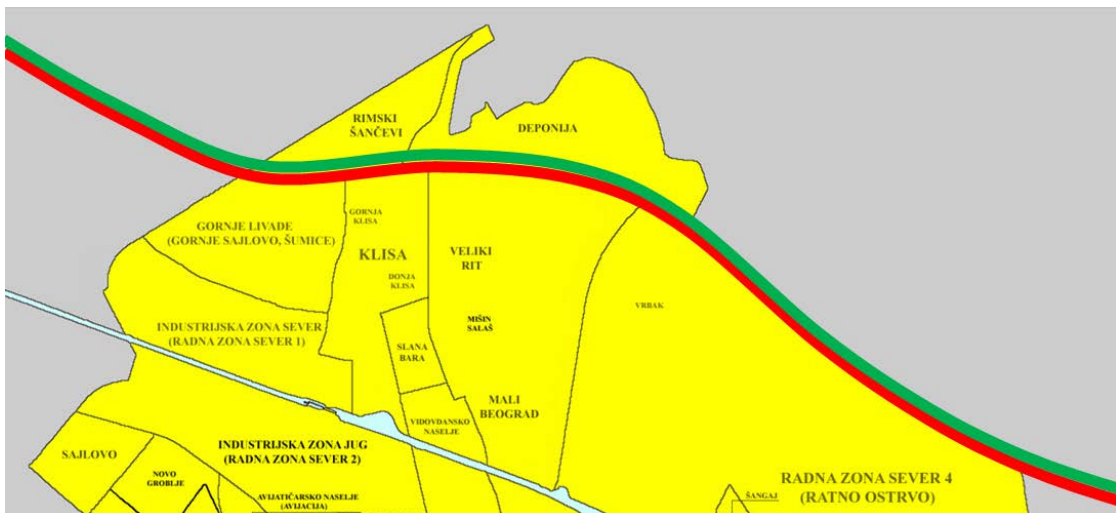 RIMSKI
ŠANČEVI
DEPONIJA
GORNJA
KLISA
GORNJE LIVADE
(GORNJE SAJLOVO, ŠUMICE)
KLISA
VELIKI
RIT
DONJA
KLISA
VRBAK
MIŠIN
SALAŠ
INDUSTRIJSKA ZONA SEVER
(RADNA ZONA SEVER 1)
SLANA
BARA
MALI
BEOGRAD
VIDOVDANSKO
NASELJE
INDUSTRIJSKA ZONA JUG
(RADNA ZONA SEVER 2)
SAJLOVO
NOVO
GROBLJE
RADNA ZONA SEVER 4
(RATNO OSTRVO)
ŠANGAJ
AVIJATIČARSKO NASELJE
(AVIJACIJA)